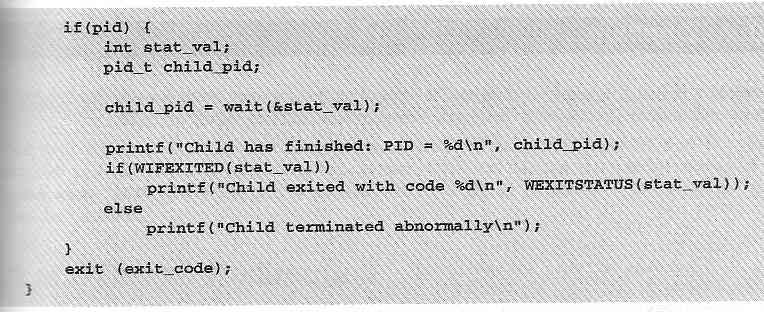 if(pid) {
int stat_val;
pid_t child_pid;
child_pid = wait(&stat_val);
printf("Child has finished: PID = %d\n", child_pid);
if(WIFEXITED(stat_val))
printf("Child exited with code %d\n", WEXITSTATUS(stat_val));
else
printf("Child terminated abnormally\n");
}
exit (exit_code);
}